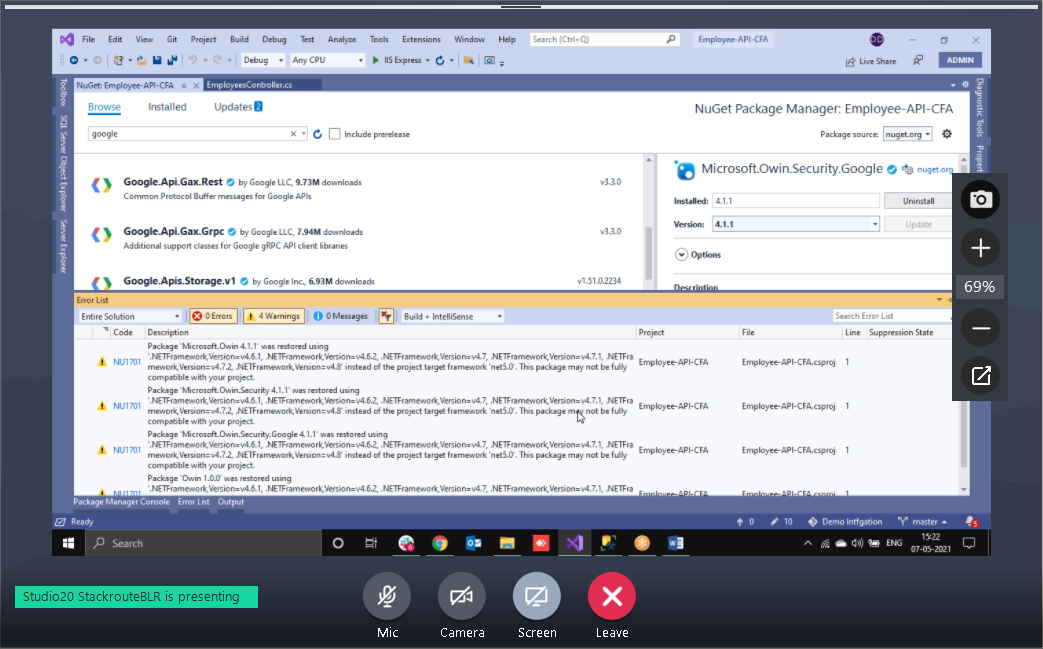 File Edit View Git Project Build Debug Test Analyze Tools Extensions Window Help Search (Ctrl+Q) Employee-API-CFA DD
Debug Any CPU IIS Express Live Share ADMIN
NuGet: Employee-API-CFA EmployeesController.cs
Toolbox
SQL Server Object Explorer
Server Explorer
Diagnostic Tools
Propert
Browse Installed Updates 2
NuGet Package Manager: Employee-API-CFA
google Include prerelease Package source: nuget.org
Google.Api.Gax.Rest by Google LLC, 9.73M downloads v3.3.0
Common Protocol Buffer messages for Google APIs
Google.Api.Gax.Grpc by Google LLC, 7.94M downloads v3.3.0
Additional support classes for Google gRPC API client libraries
Google.Apis.Storage.v1 by Google Inc., 6.93M downloads v1.51.0.2234
Microsoft.Owin.Security.Google nuget.org
Installed: 4.1.1 Uninstall
Version: 4.1.1 Update
Options
Description
69%
Error List
Entire Solution 0 Errors 4 Warnings 0 Messages Build + IntelliSense Search Error List
Code Description Project File Line Suppression State
Package 'Microsoft.Owin 4.1.1' was restored using
'.NETFramework,Version=v4.6.1, .NETFramework,Version=v4.6.2, .NETFramework,Version=v4.7, .NETFramework,Version=v4.7.1, .NETFra
NU1701 mework,Version=v4.7.2, .NETFramework,Version=v4.8' instead of the project target framework 'net5.0'. This package may not be fully Employee-API-CFA Employee-API-CFA.csproj 1
compatible with your project.
Package 'Microsoft.Owin.Security 4.1.1' was restored using
'.NETFramework,Version=v4.6.1, .NETFramework,Version=v4.6.2, .NETFramework,Version=v4.7, .NETFramework,Version=v4.7.1, .NETFra
NU1701 mework,Version=v4.7.2, .NETFramework,Version=v4.8' instead of the project target framework 'net5.0'. This package may not be fully Employee-API-CFA Employee-API-CFA.csproj 1
compatible with your project.
Package 'Microsoft.Owin.Security.Google 4.1.1' was restored using
'.NETFramework,Version=v4.6.1, .NETFramework,Version=v4.6.2, .NETFramework,Version=v4.7, .NETFramework,Version=v4.7.1, .NETFra
NU1701 mework,Version=v4.7.2, .NETFramework,Version=v4.8' instead of the project target framework 'net5.0'. This package may not be fully Employee-API-CFA Employee-API-CFA.csproj 1
compatible with your project.
Package 'Owin 1.0.0' was restored using
'.NETFramework,Version=v4.6.1, .NETFramework,Version=v4.6.2, .NETFramework,Version=v4.7, .NETFramework,Version=v4.7.1, .NETFra
NU1701 Employee-API-CFA Employee-API-CFA.csproj 1
Package Manager Console Error List Output
Ready 0 10 Demo Intfgation master 5
Search ENG 15:22
07-05-2021
Studio20 StackrouteBLR is presenting
Mic Camera Screen Leave